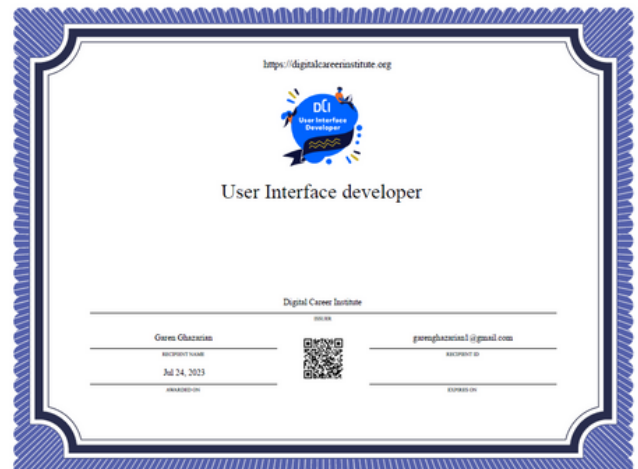 https://digitalcareerinstitute.org
DCI
User Interface
Developer
User Interface developer
Digital Career Institute
ISSUER
Garen Ghazarian
garenghazarian1@gmail.com
RECIPIENT NAME
RECIPIENT ID
Jul 24, 2023
AWARDED ON
EXPIRES ON